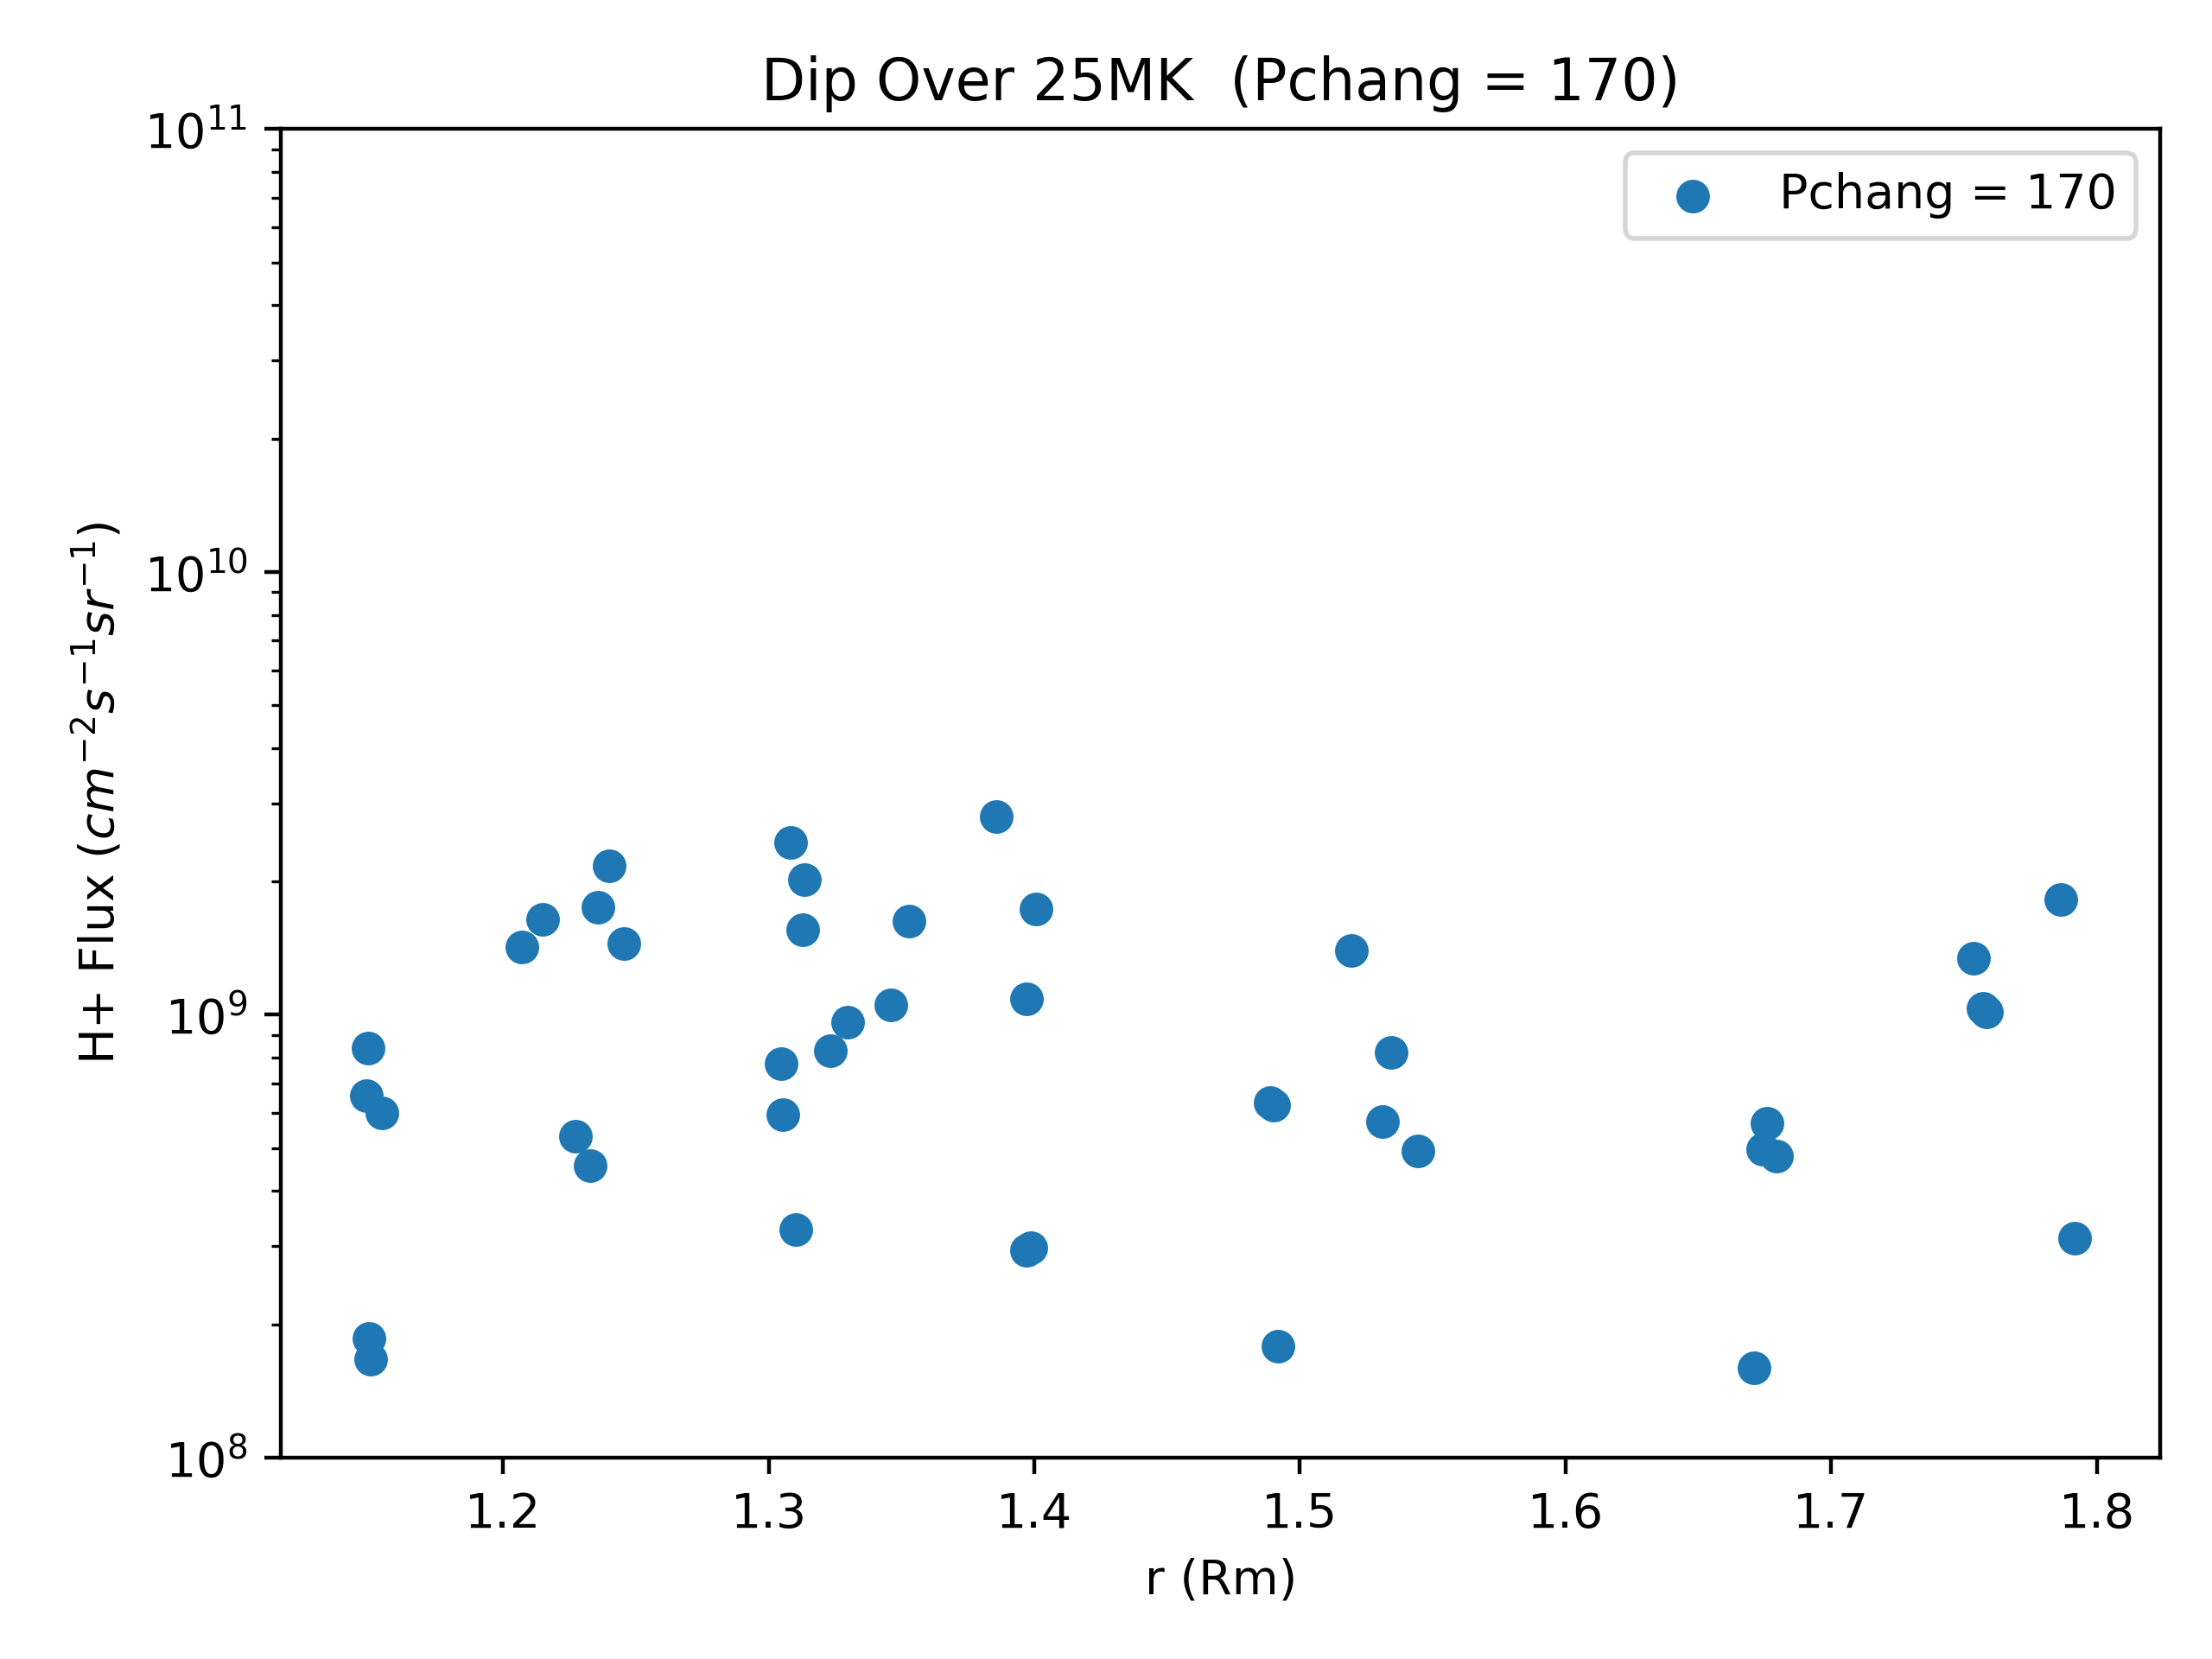 Dip Over 25MK  (Pchang = 170)
Pchang = 170
H+ Flux (cm⁻²s⁻¹sr⁻¹)
10¹¹
10¹⁰
10⁹
10⁸
1.2 1.3 1.4 1.5 1.6 1.7 1.8
r (Rm)